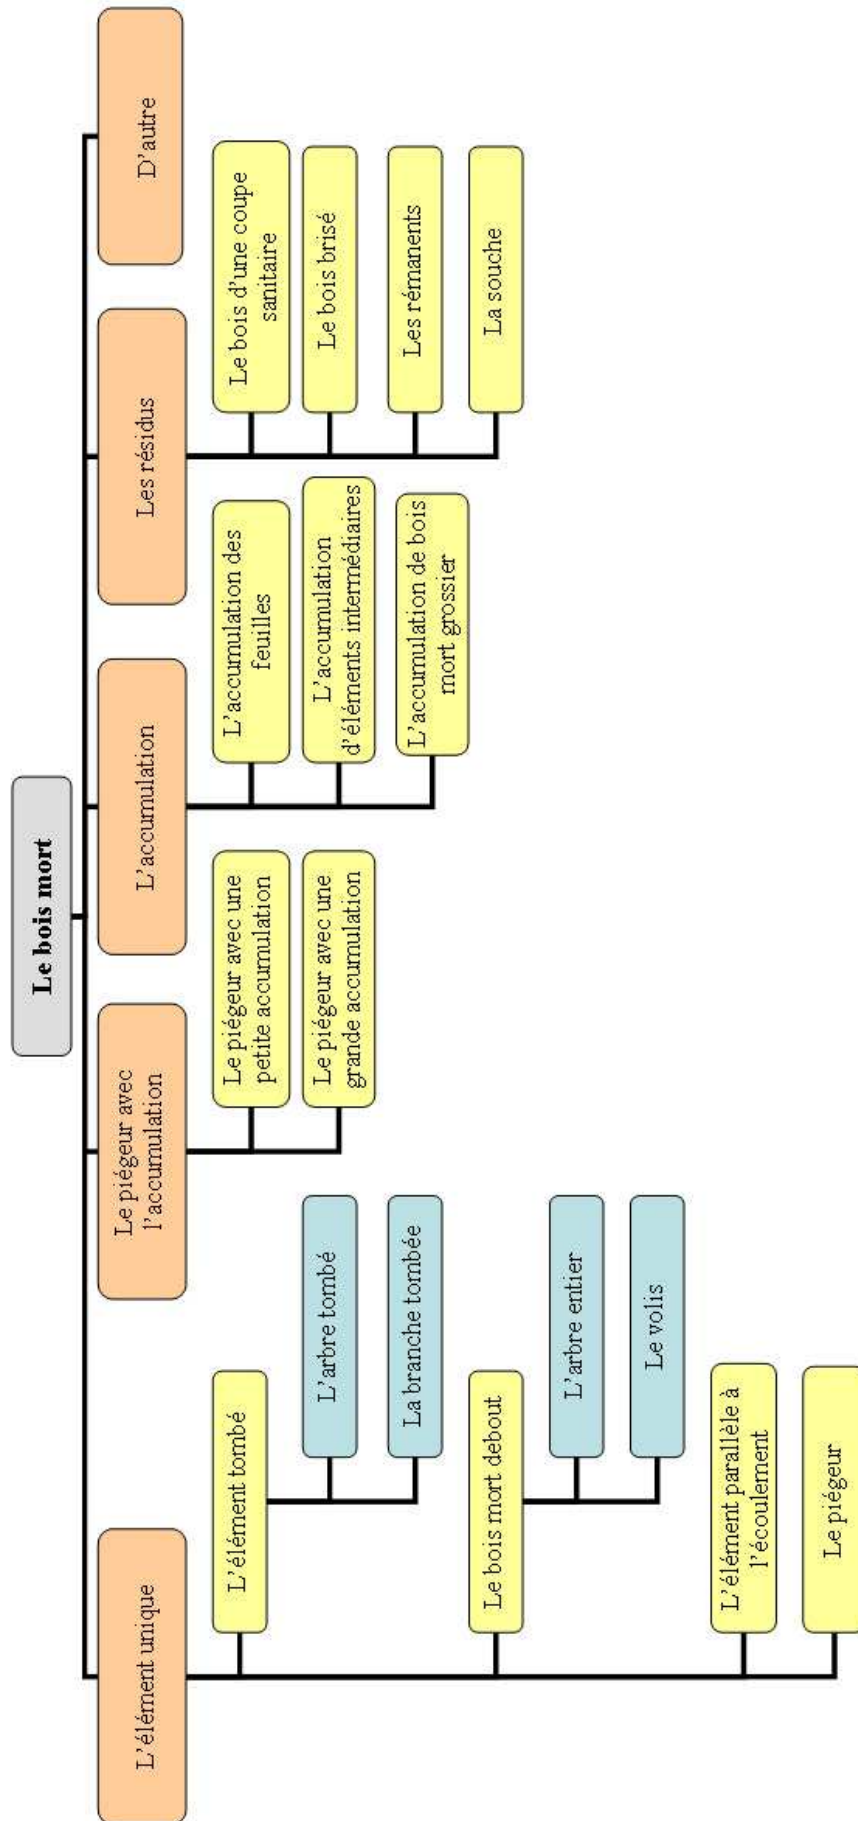 Le bois mort
L'élément unique
L'élément tombé
L'arbre tombé
La branche tombée
Le bois mort debout
L'arbre entier
Le volis
L'élément parallèle à
l'écoulement
Le piégeur
Le piégeur avec
l'accumulation
Le piégeur avec une
petite accumulation
Le piégeur avec une
grande accumulation
L'accumulation
L'accumulation des
feuilles
L'accumulation
d'éléments intermédiaires
L'accumulation de bois
mort grossier
Les résidus
Le bois d'une coupe
sanitaire
Le bois brisé
Les rémanents
La souche
D'autre